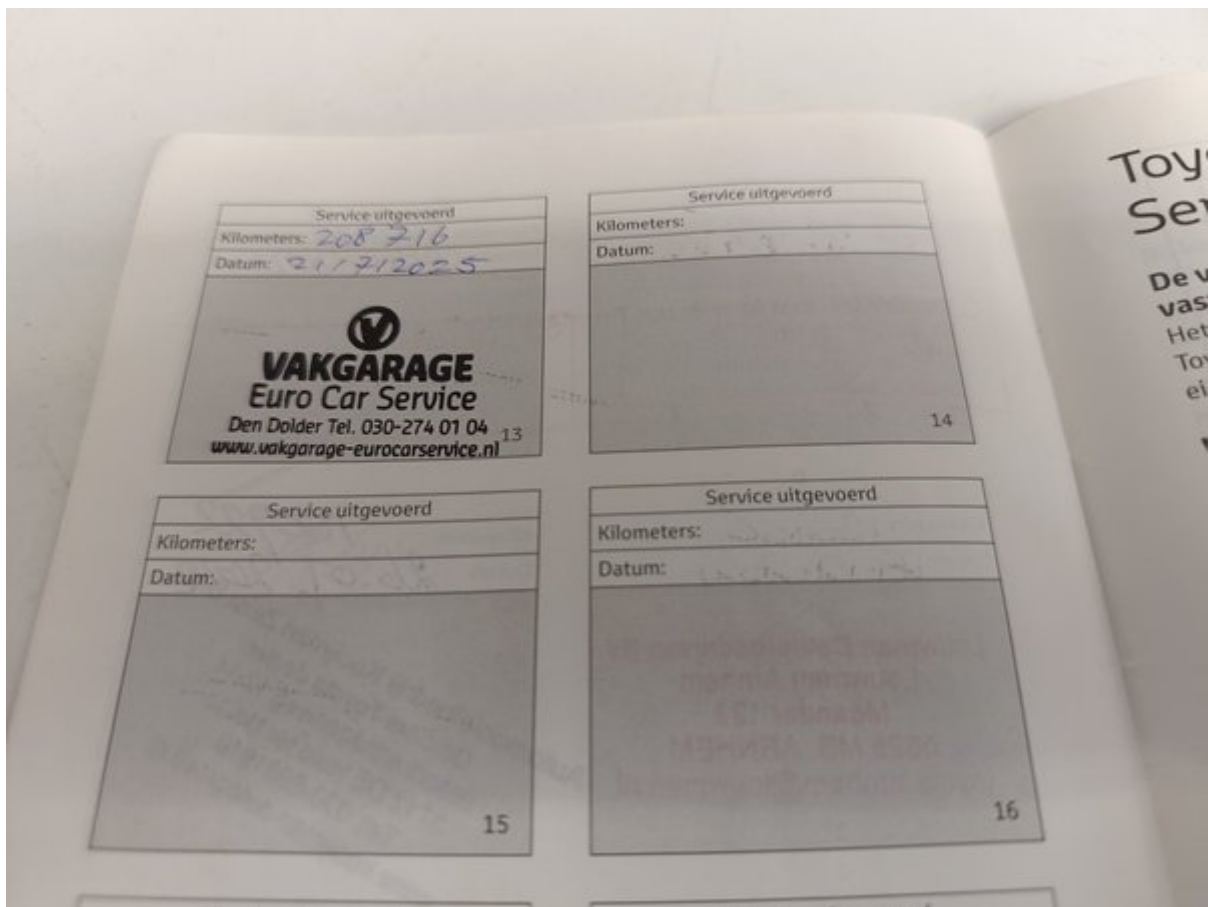 Service uitgevoerd
Kilometers: 208 716
Datum: 21/7/2025
VAKGARAGE
Euro Car Service
Den Dolder Tel. 030-274 01 04
www.vakgarage-eurocarservice.nl
13
Service uitgevoerd
Kilometers:
Datum:
14
Service uitgevoerd
Kilometers:
Datum:
15
Service uitgevoerd
Kilometers:
Datum:
16
Toy
Ser
De v
vas
Het
Toy
ei